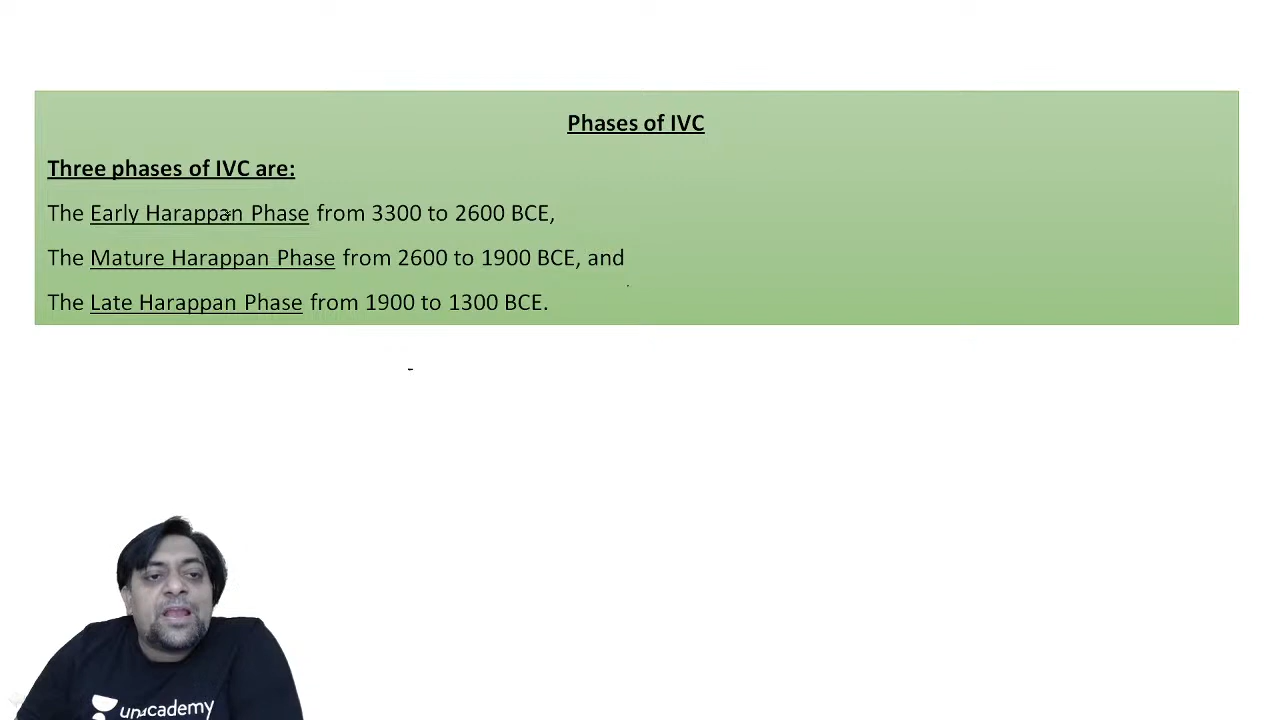 Phases of IVC
Three phases of IVC are:
The Early Harappan Phase from 3300 to 2600 BCE,
The Mature Harappan Phase from 2600 to 1900 BCE, and
The Late Harappan Phase from 1900 to 1300 BCE.
unacademy